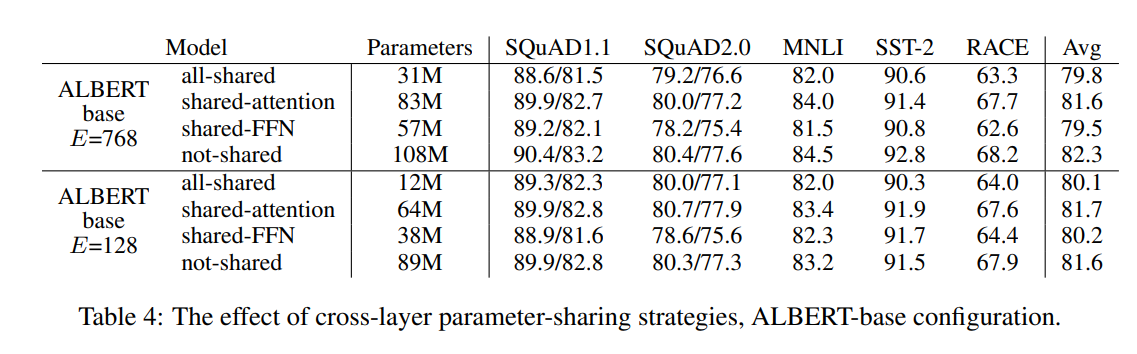 Model Parameters SQuAD1.1 SQuAD2.0 MNLI SST-2 RACE Avg
ALBERT base E=768
all-shared 31M 88.6/81.5 79.2/76.6 82.0 90.6 63.3 79.8
shared-attention 83M 89.9/82.7 80.0/77.2 84.0 91.4 67.7 81.6
shared-FFN 57M 89.2/82.1 78.2/75.4 81.5 90.8 62.6 79.5
not-shared 108M 90.4/83.2 80.4/77.6 84.5 92.8 68.2 82.3
ALBERT base E=128
all-shared 12M 89.3/82.3 80.0/77.1 82.0 90.3 64.0 80.1
shared-attention 64M 89.9/82.8 80.7/77.9 83.4 91.9 67.6 81.7
shared-FFN 38M 88.9/81.6 78.6/75.6 82.3 91.7 64.4 80.2
not-shared 89M 89.9/82.8 80.3/77.3 83.2 91.5 67.9 81.6
Table 4: The effect of cross-layer parameter-sharing strategies, ALBERT-base configuration.